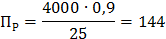 Пр = 4000·0,9 / 25 = 144